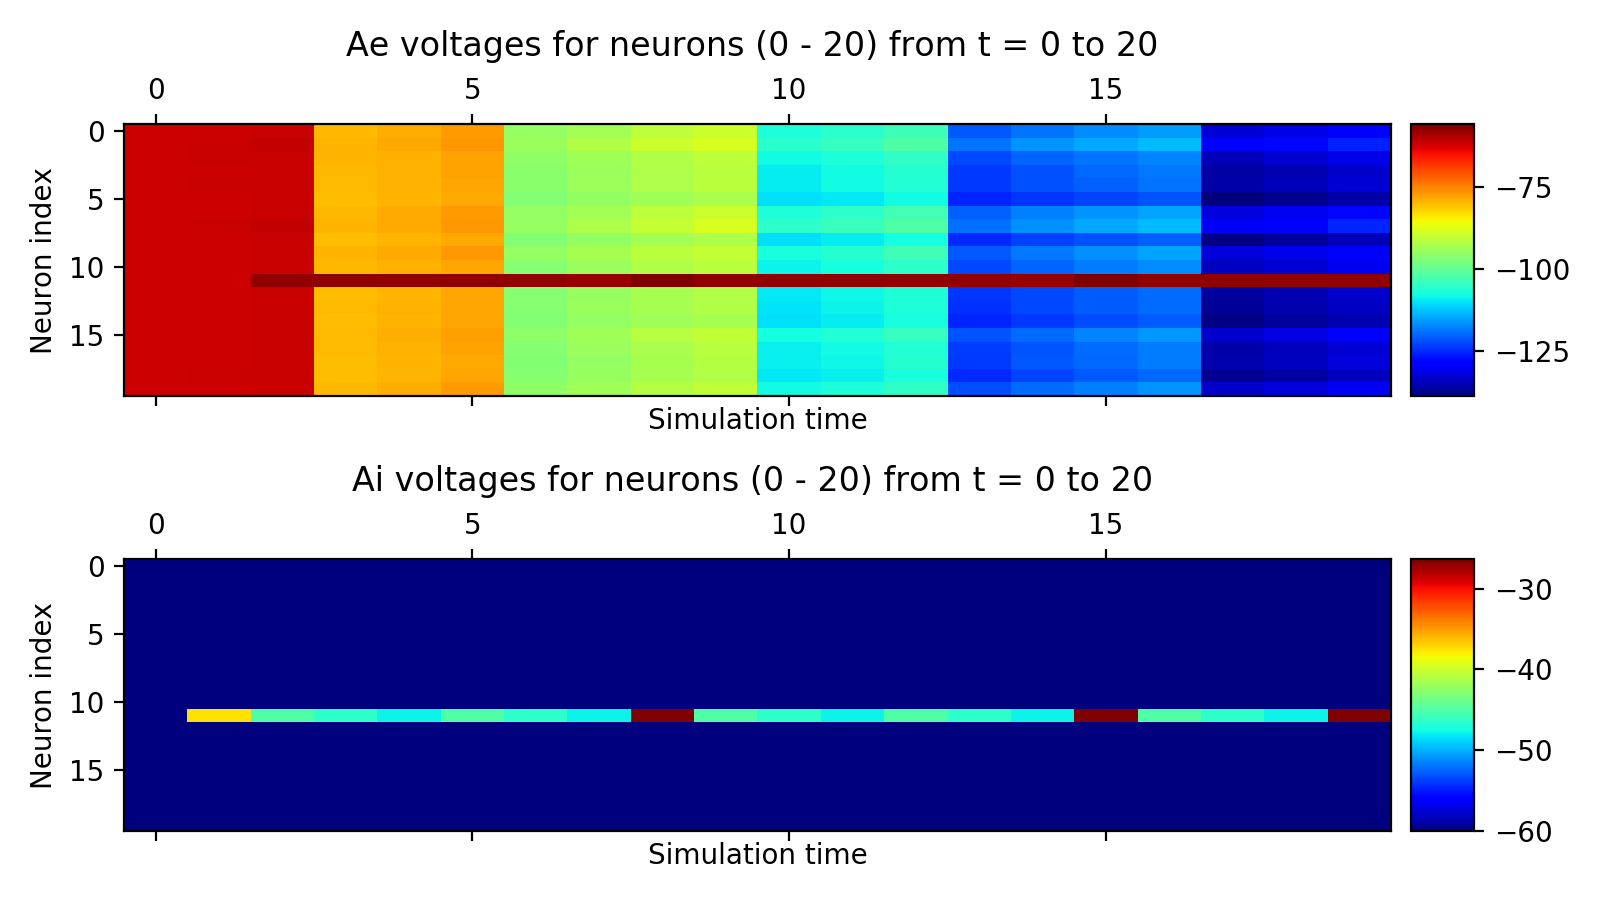 Ae voltages for neurons (0 - 20) from t = 0 to 20
0 5 10 15
Neuron index
0
5
10
15
Simulation time
−75
−100
−125
Ai voltages for neurons (0 - 20) from t = 0 to 20
0 5 10 15
Neuron index
0
5
10
15
Simulation time
−30
−40
−50
−60